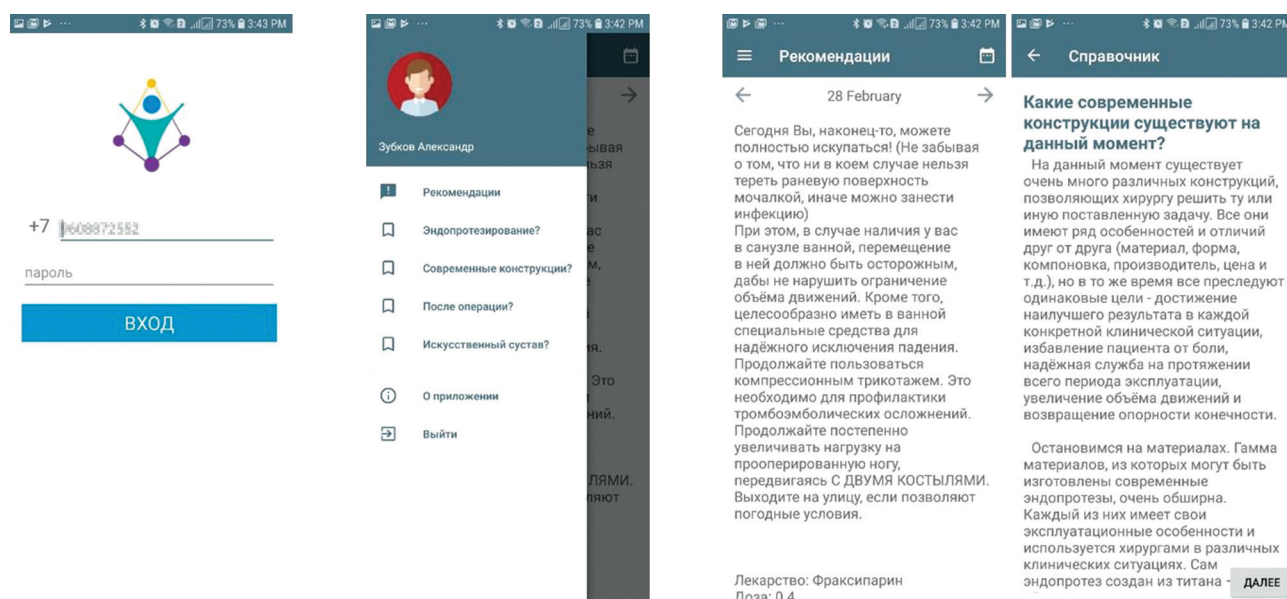 73% 3:43 PM
+7
пароль
ВХОД
73% 3:42 PM
Зубков Александр
Рекомендации
Эндопротезирование?
Современные конструкции?
После операции?
Искусственный сустав?
О приложении
Выйти
73% 3:42 PM
Рекомендации
28 February
Сегодня Вы, наконец-то, можете
полностью искупаться! (Не забывая
о том, что ни в коем случае нельзя
тереть раневую поверхность
мочалкой, иначе можно занести
инфекцию)
При этом, в случае наличия у вас
в санузле ванной, перемещение
в ней должно быть осторожным,
дабы не нарушить ограничение
объёма движений. Кроме того,
целесообразно иметь в ванной
специальные средства для
надёжного исключения падения.
Продолжайте пользоваться
компрессионным трикотажем. Это
необходимо для профилактики
тромбоэмболических осложнений.
Продолжайте постепенно
увеличивать нагрузку на
прооперированную ногу,
передвигаясь С ДВУМЯ КОСТЫЛЯМИ.
Выходите на улицу, если позволяют
погодные условия.
Лекарство: Фраксипарин
Доза: 0.4
73% 3:42 PM
Справочник
Какие современные
конструкции существуют на
данный момент?
На данный момент существует
очень много различных конструкций,
позволяющих хирургу решить ту или
иную поставленную задачу. Все они
имеют ряд особенностей и отличий
друг от друга (материал, форма,
компоновка, производитель, цена и
т.д.), но в то же время все преследуют
одинаковые цели - достижение
наилучшего результата в каждой
конкретной клинической ситуации,
избавление пациента от боли,
надёжная служба на протяжении
всего периода эксплуатации,
увеличение объёма движений и
возвращение опорности конечности.
Остановимся на материалах. Гамма
материалов, из которых могут быть
изготовлены современные
эндопротезы, очень обширна.
Каждый из них имеет свои
эксплуатационные особенности и
используется хирургами в различных
клинических ситуациях. Сам
эндопротез создан из титана -
ДАЛЕЕ